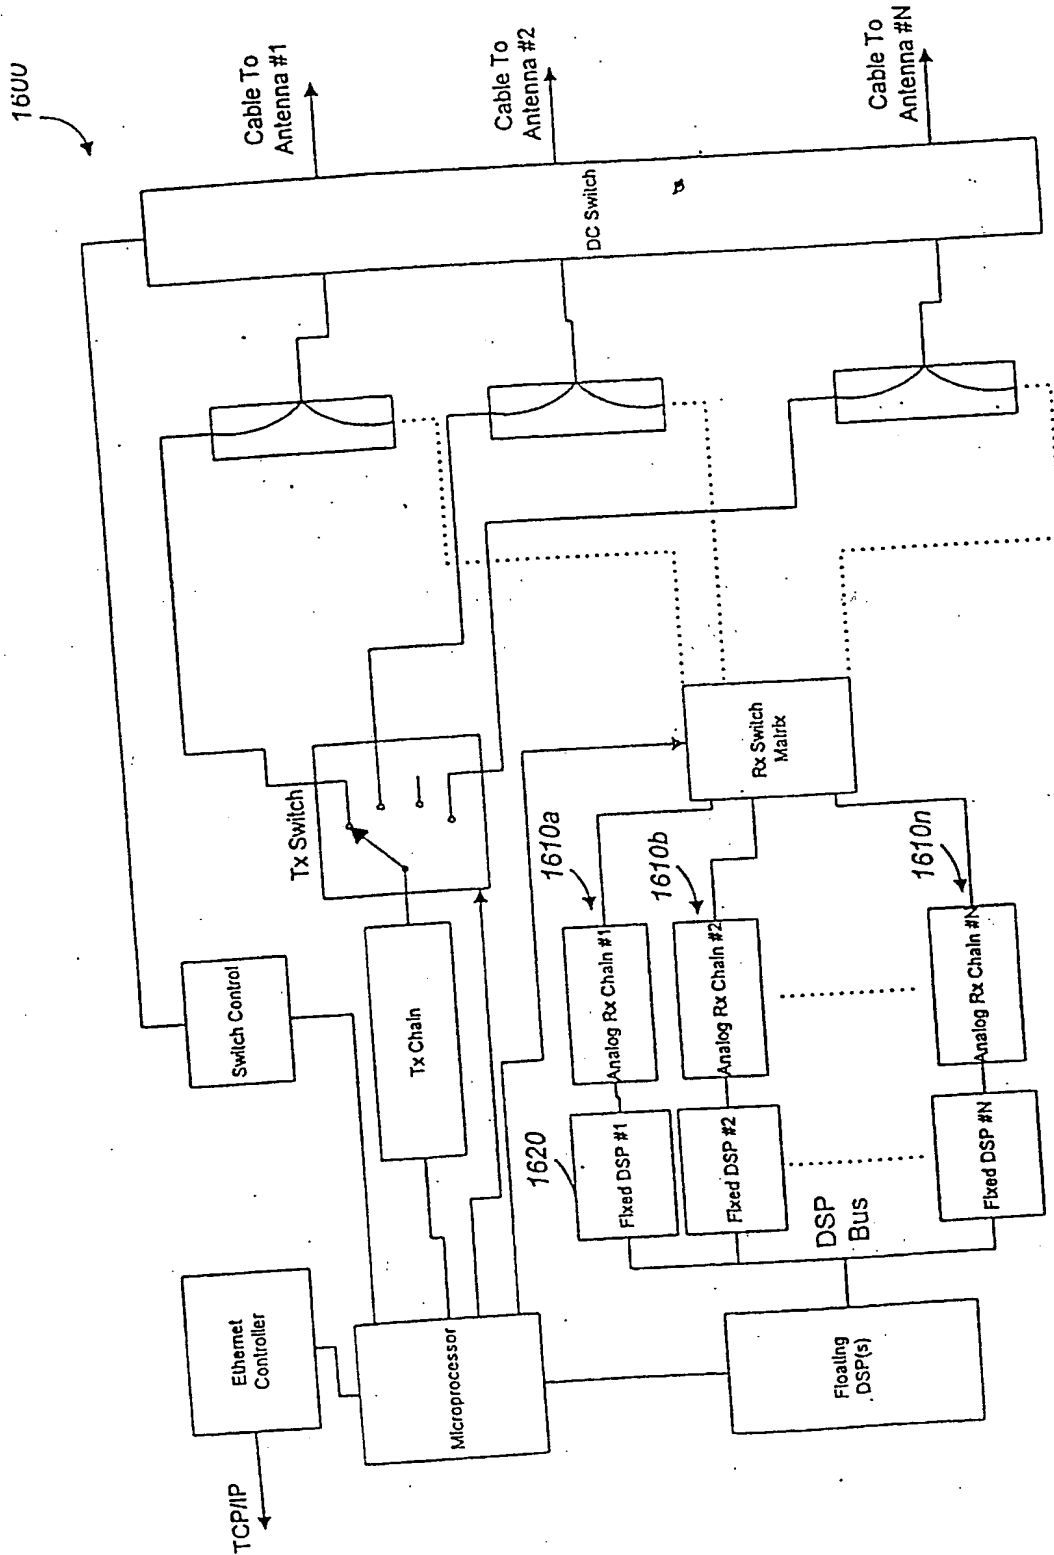 1600
Cable To
Antenna #1
Cable To
Antenna #2
Cable To
Antenna #N
DC Switch
Tx Switch
Switch Control
Tx Chain
Rx Switch
Matrix
1610a
1610b
1610n
Analog Rx Chain #1
Analog Rx Chain #2
Analog Rx Chain #N
1620
Fixed DSP #1
Fixed DSP #2
Fixed DSP #N
DSP
Bus
Ethernet
Controller
Microprocessor
Floating
DSP(s)
TCP/IP